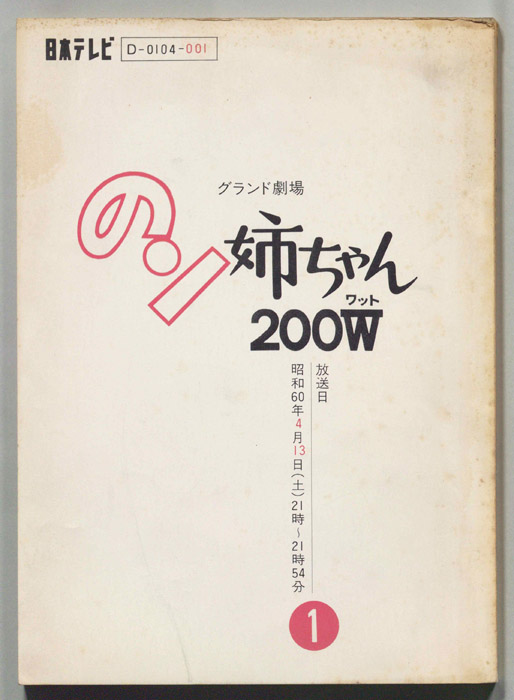 日本テレビ D-0104-001
グランド劇場
の・!
姉ちゃん
ワット
200W
放送日
昭和60年4月13日(土)21時~21時54分
1